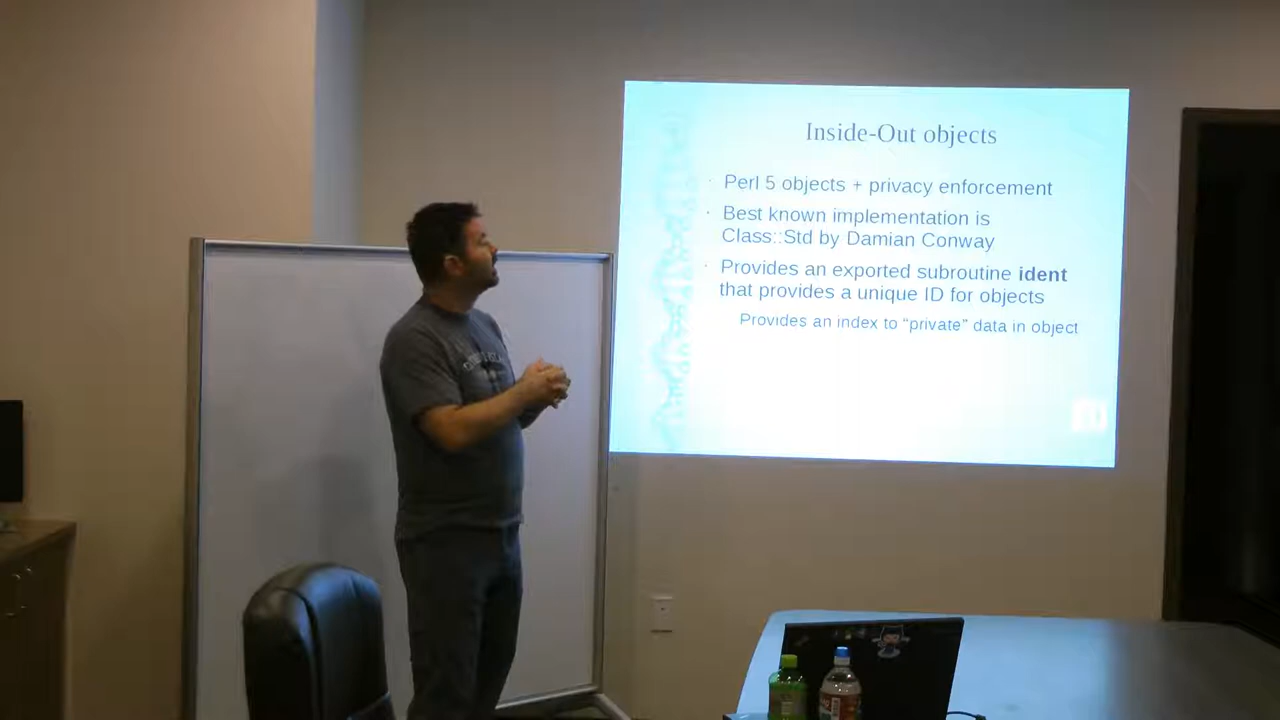 Inside-Out objects
Perl 5 objects + privacy enforcement
Best known implementation is
Class::Std by Damian Conway
Provides an exported subroutine ident
that provides a unique ID for objects
Provides an index to “private” data in object